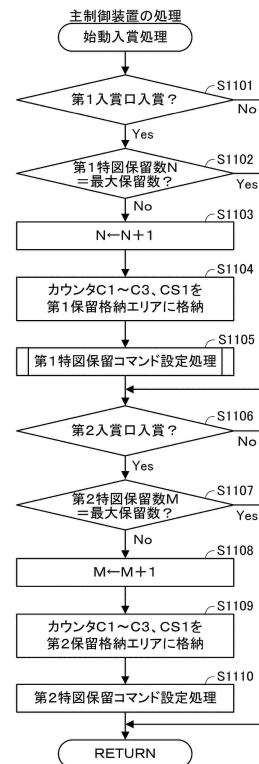 主制御装置の処理
始動入賞処理
S1101
第1入賞口入賞？
No
Yes
S1102
第1特図保留数N
＝最大保留数？
Yes
No
S1103
N←N＋1
S1104
カウンタC1～C3、CS1を
第1保留格納エリアに格納
S1105
第1特図保留コマンド設定処理
S1106
第2入賞口入賞？
No
Yes
S1107
第2特図保留数M
＝最大保留数？
Yes
No
S1108
M←M＋1
S1109
カウンタC1～C3、CS1を
第2保留格納エリアに格納
S1110
第2特図保留コマンド設定処理
RETURN